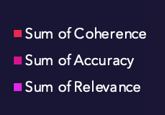 Sum of Coherence
Sum of Accuracy
Sum of Relevance